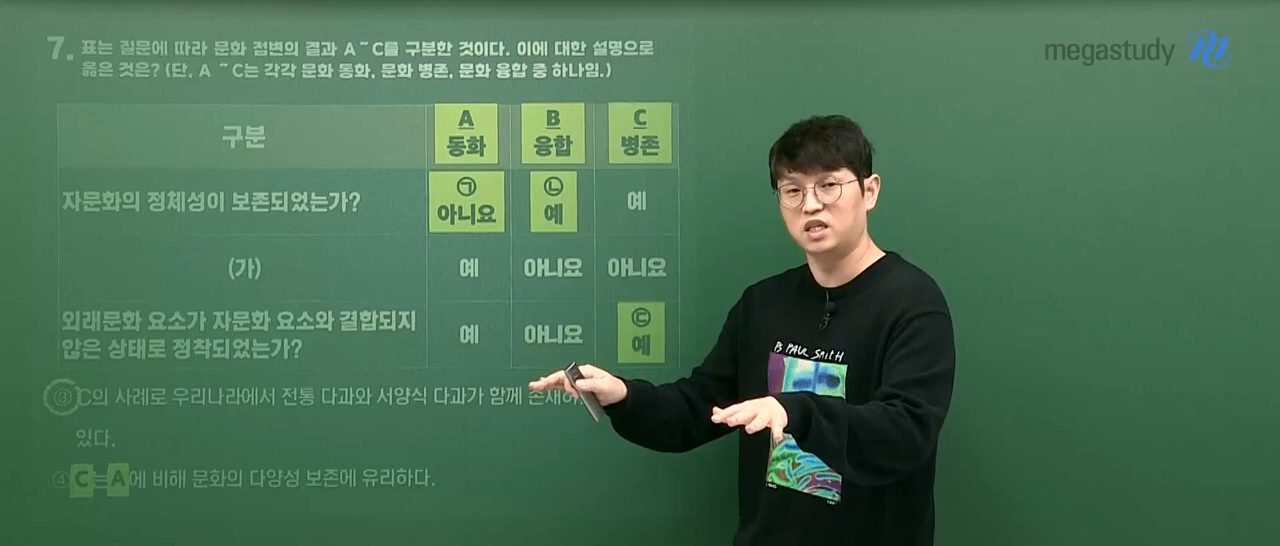 7. 표는 질문에 따라 문화 접변의 결과 A ~ C를 구분한 것이다. 이에 대한 설명으로
옳은 것은? (단, A ~ C는 각각 문화 동화, 문화 병존, 문화 융합 중 하나임.)
megastudy
구분 A 동화 B 융합 C 병존
자문화의 정체성이 보존되었는가? ㉠ 아니요 ㉡ 예 예
(가) 예 아니요 아니요
외래문화 요소가 자문화 요소와 결합되지
않은 상태로 정착되었는가? 예 아니요 ㉢ 예
③ C의 사례로 우리나라에서 전통 다과와 서양식 다과가 함께
있다.
④ C는 A에 비해 문화의 다양성 보존에 유리하다.
PAUL SMITH